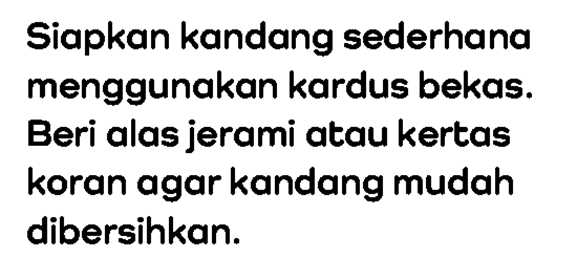 Siapkan kandang sederhana
menggunakan kardus bekas.
Beri alas jerami atau kertas
koran agar kandang mudah
dibersihkan.